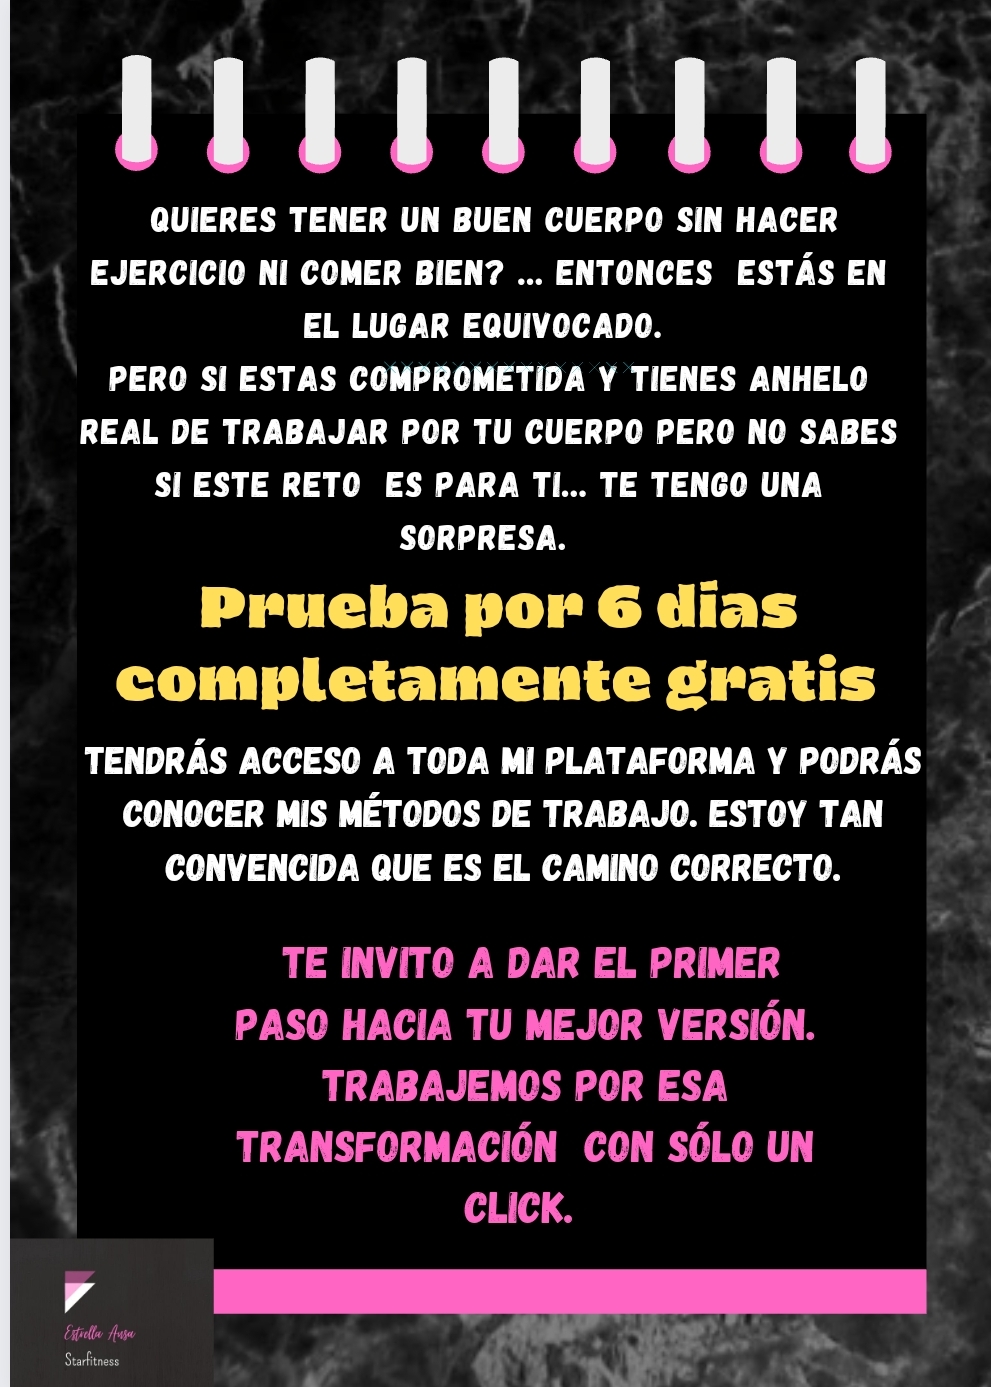 QUIERES TENER UN BUEN CUERPO SIN HACER
EJERCICIO NI COMER BIEN? ... ENTONCES ESTÁS EN
EL LUGAR EQUIVOCADO.
PERO SI ESTAS COMPROMETIDA Y TIENES ANHELO
REAL DE TRABAJAR POR TU CUERPO PERO NO SABES
SI ESTE RETO ES PARA TI... TE TENGO UNA
SORPRESA.
Prueba por 6 dias
completamente gratis
TENDRÁS ACCESO A TODA MI PLATAFORMA Y PODRÁS
CONOCER MIS MÉTODOS DE TRABAJO. ESTOY TAN
CONVENCIDA QUE ES EL CAMINO CORRECTO.
TE INVITO A DAR EL PRIMER
PASO HACIA TU MEJOR VERSIÓN.
TRABAJEMOS POR ESA
TRANSFORMACIÓN CON SÓLO UN
CLICK.
Estrella Ausa
Starfitness